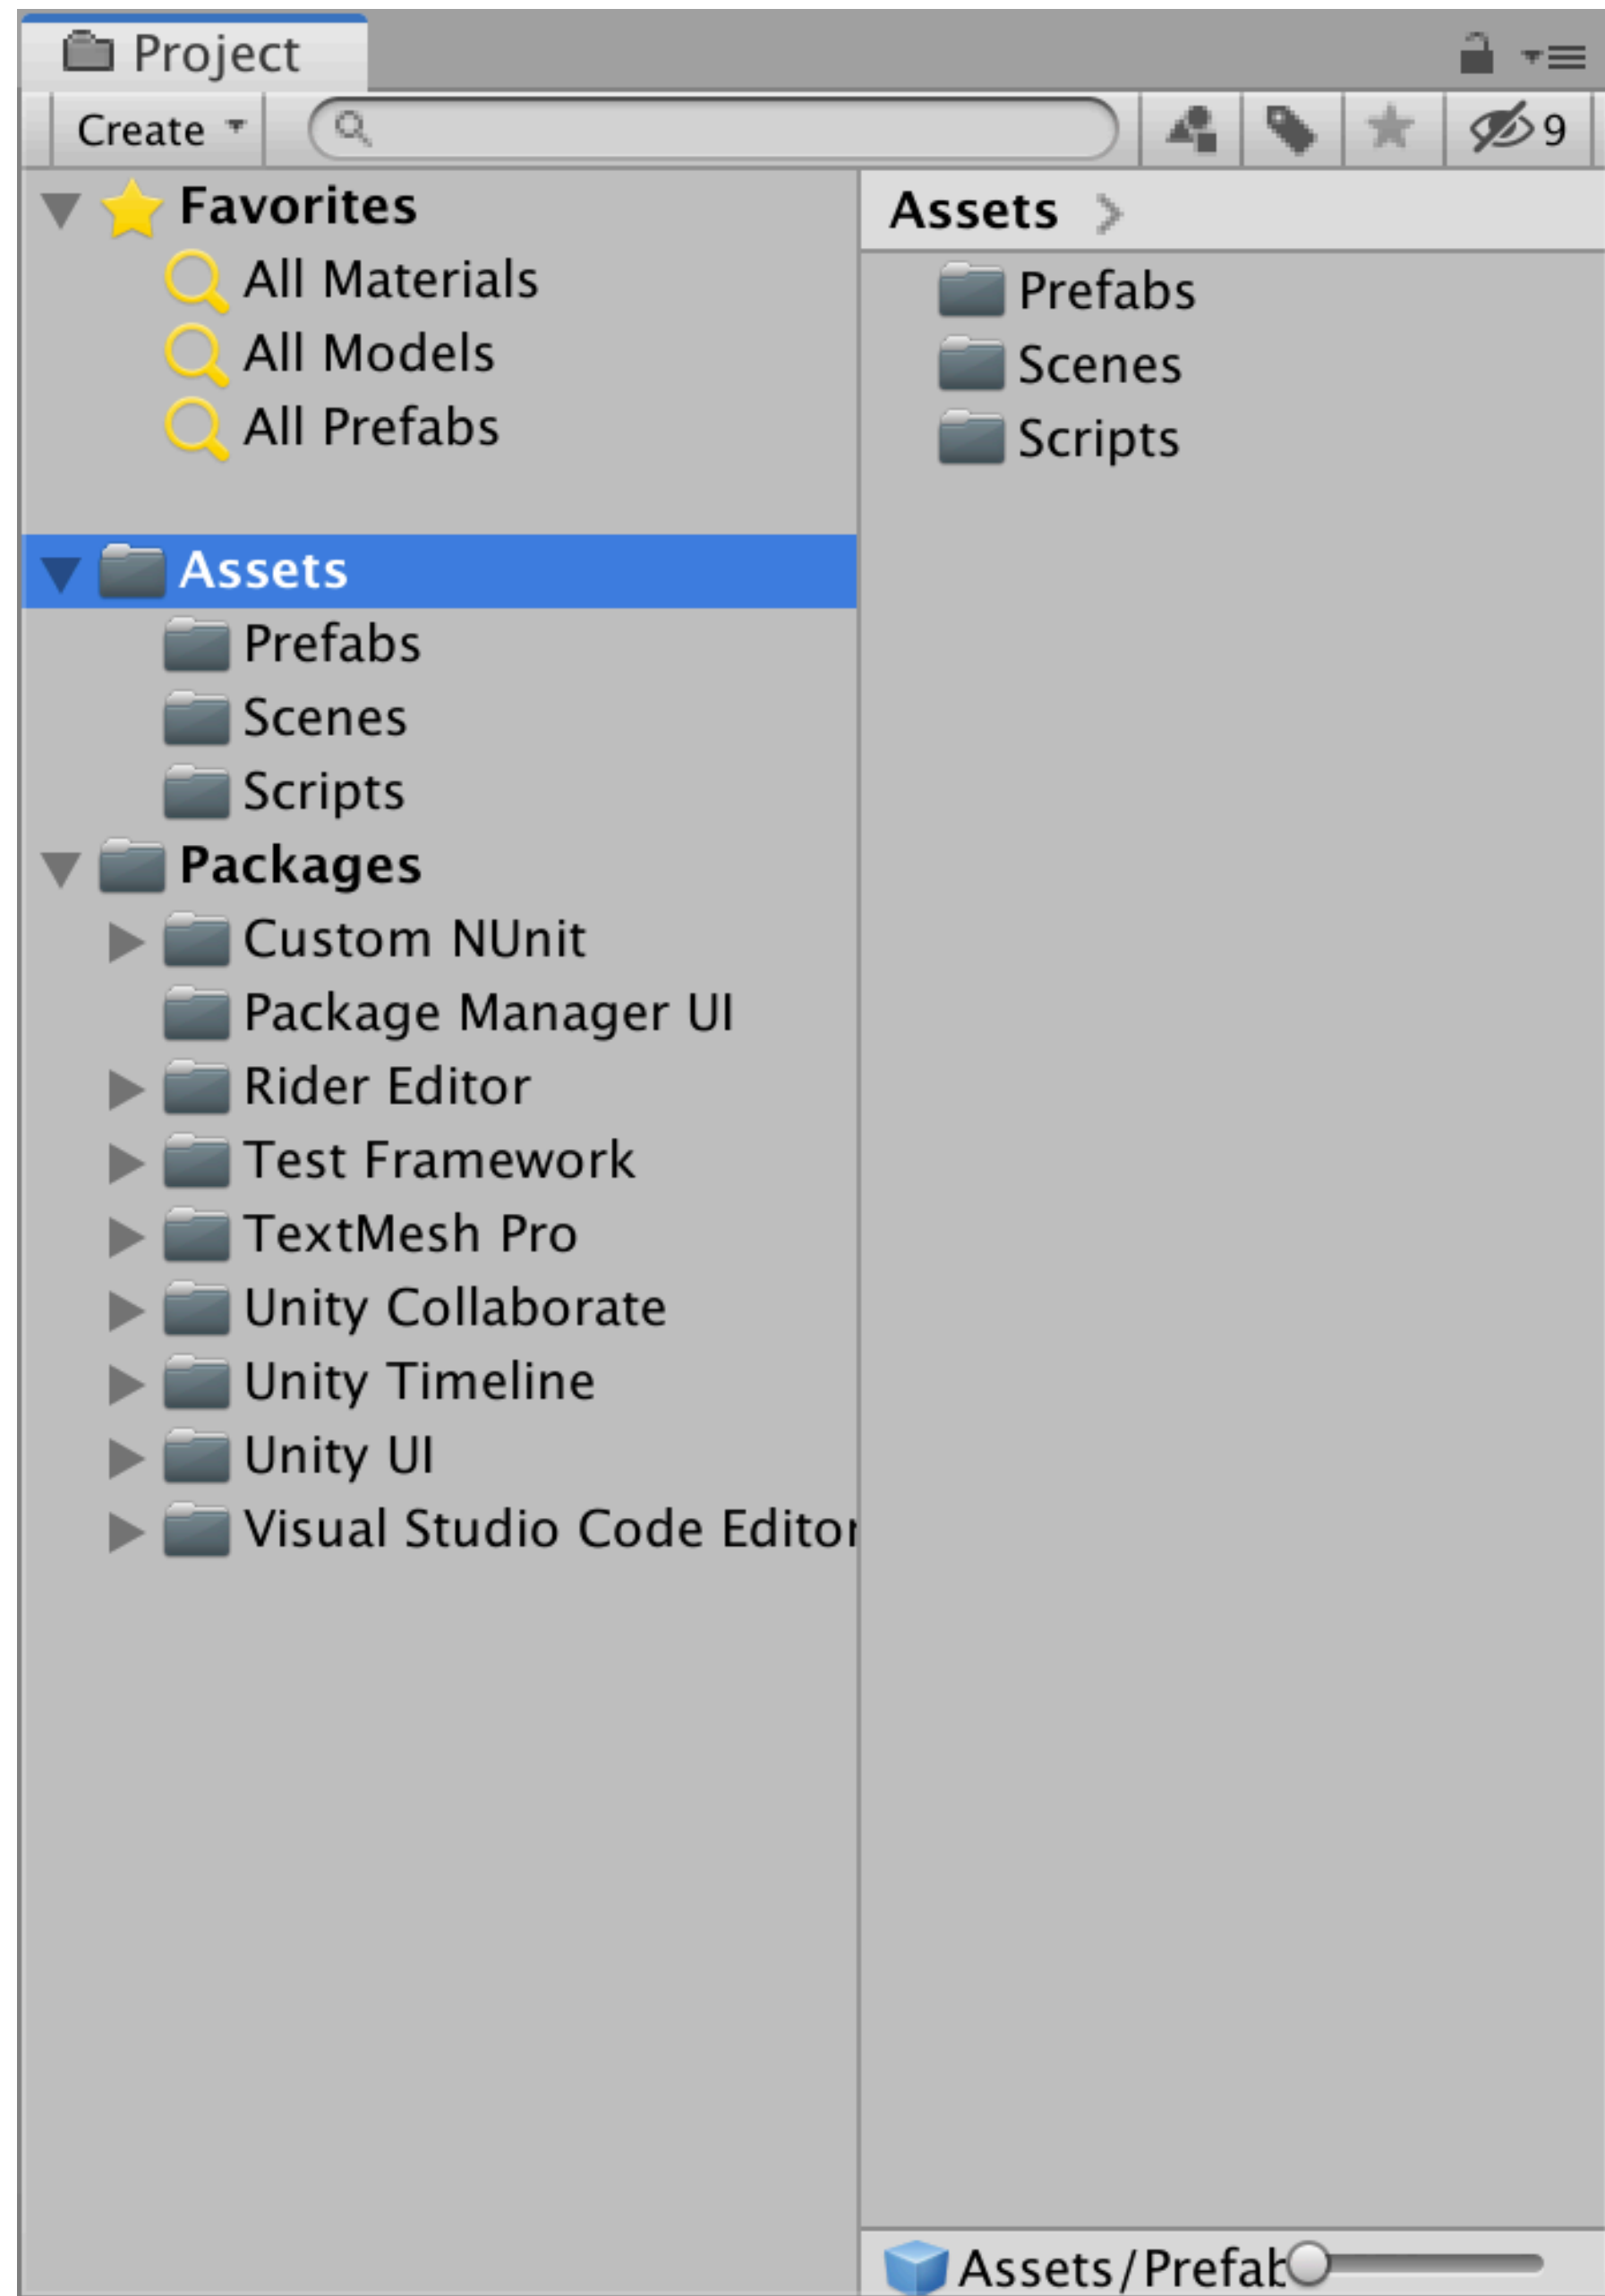 Project
Create
9
Favorites
All Materials
All Models
All Prefabs
Assets
Prefabs
Scenes
Scripts
Packages
Custom NUnit
Package Manager UI
Rider Editor
Test Framework
TextMesh Pro
Unity Collaborate
Unity Timeline
Unity UI
Visual Studio Code Editor
Assets
Prefabs
Scenes
Scripts
Assets/Prefab